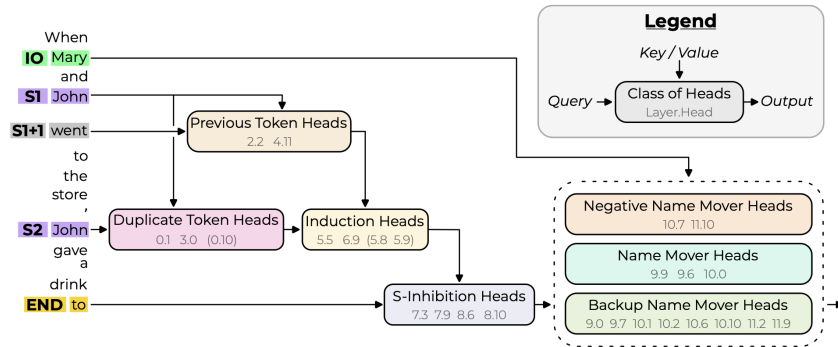 When
IO Mary
and
S1 John
S1+1 went
to
the
store
,
S2 John
gave
a
drink
END to
Previous Token Heads
2.2 4.11
Duplicate Token Heads
0.1 3.0 (0.10)
Induction Heads
5.5 6.9 (5.8 5.9)
S-Inhibition Heads
7.3 7.9 8.6 8.10
Legend
Key / Value
Query
Class of Heads
Layer.Head
Output
Negative Name Mover Heads
10.7 11.10
Name Mover Heads
9.9 9.6 10.0
Backup Name Mover Heads
9.0 9.7 10.1 10.2 10.6 10.10 11.2 11.9